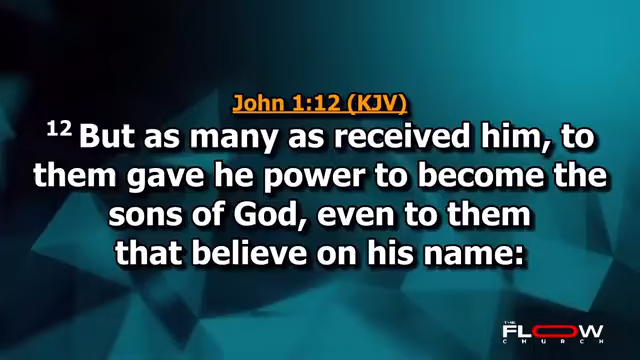 John 1:12 (KJV)
12 But as many as received him, to
them gave he power to become the
sons of God, even to them
that believe on his name:
THE
FLOW
CHURCH